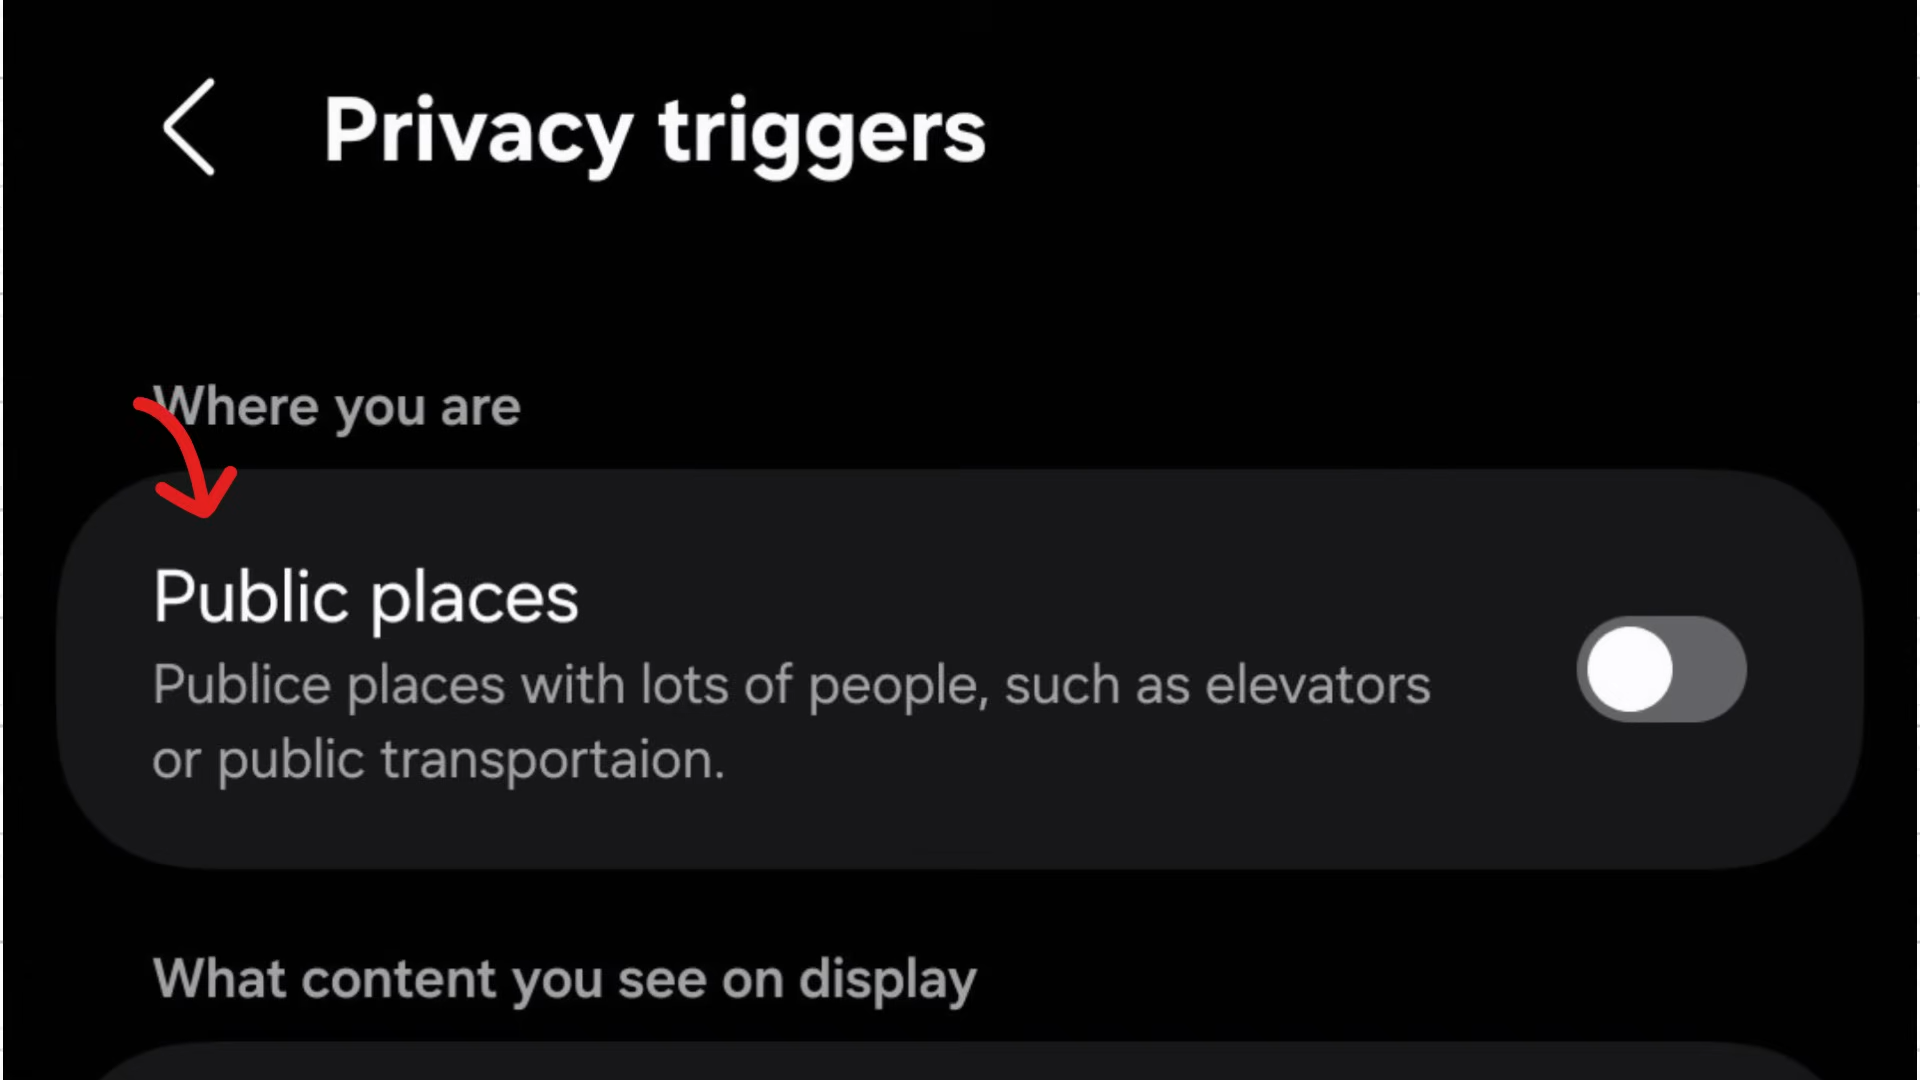 Privacy triggers
Where you are
Public places
Publice places with lots of people, such as elevators
or public transportaion.
What content you see on display